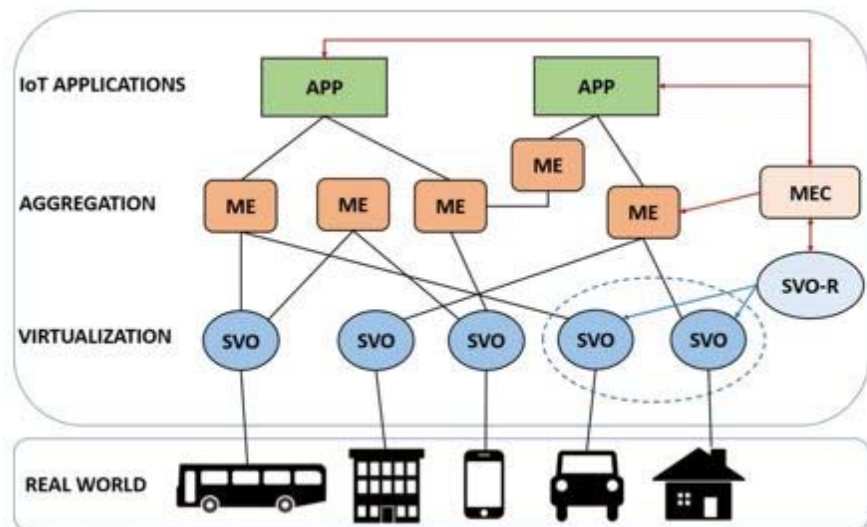 IoT APPLICATIONS
APP
APP
ME
AGGREGATION
ME
ME
ME
ME
MEC
SVO-R
VIRTUALIZATION
SVO
SVO
SVO
SVO
SVO
REAL WORLD